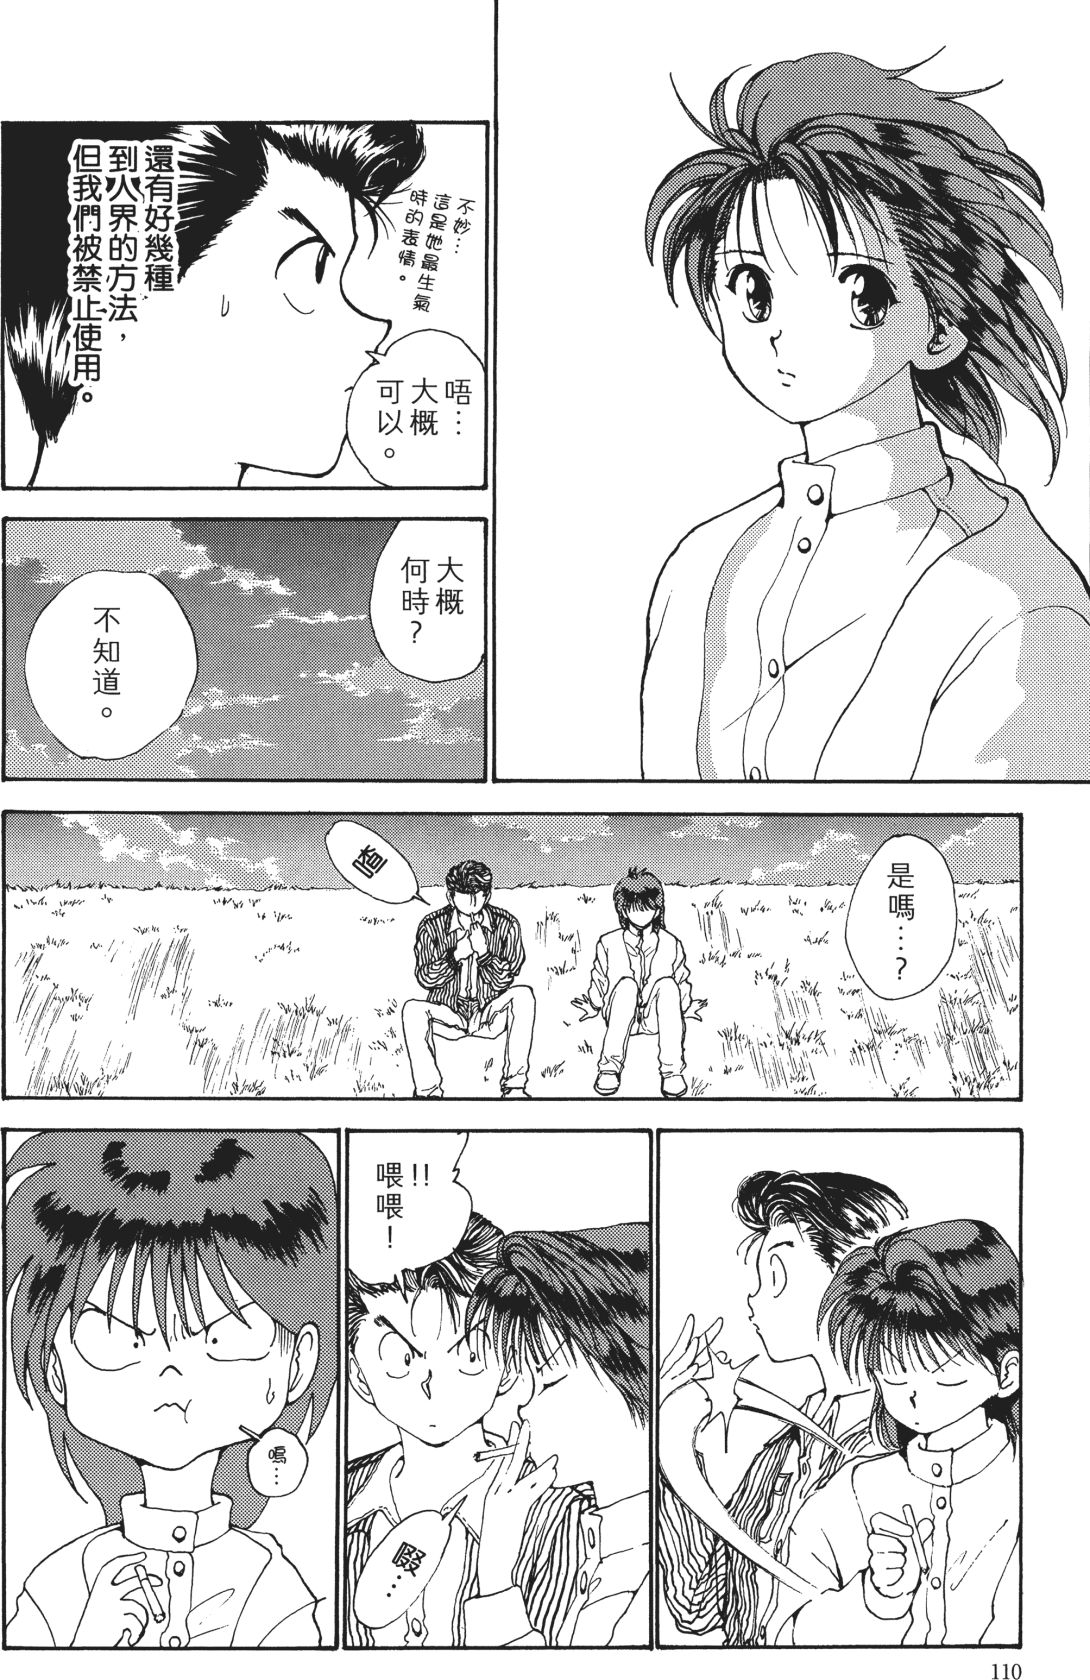 不妙…
這是她最生氣
時的表情。
唔…
大概
可以。
還有好幾種
到人界的方法，
但我們被禁止使用。
大概
何時？
不知道。
是嗎…？
喳
!!
喂喂！
啜…
嗚…
110